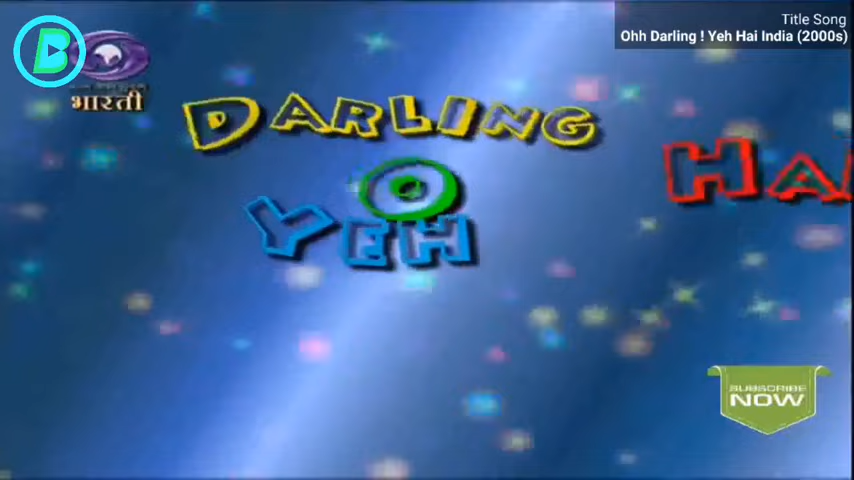 Title Song
Ohh Darling ! Yeh Hai India (2000s)
B
भारती
DARLING
O
YEH
HA
SUBSCRIBE
NOW